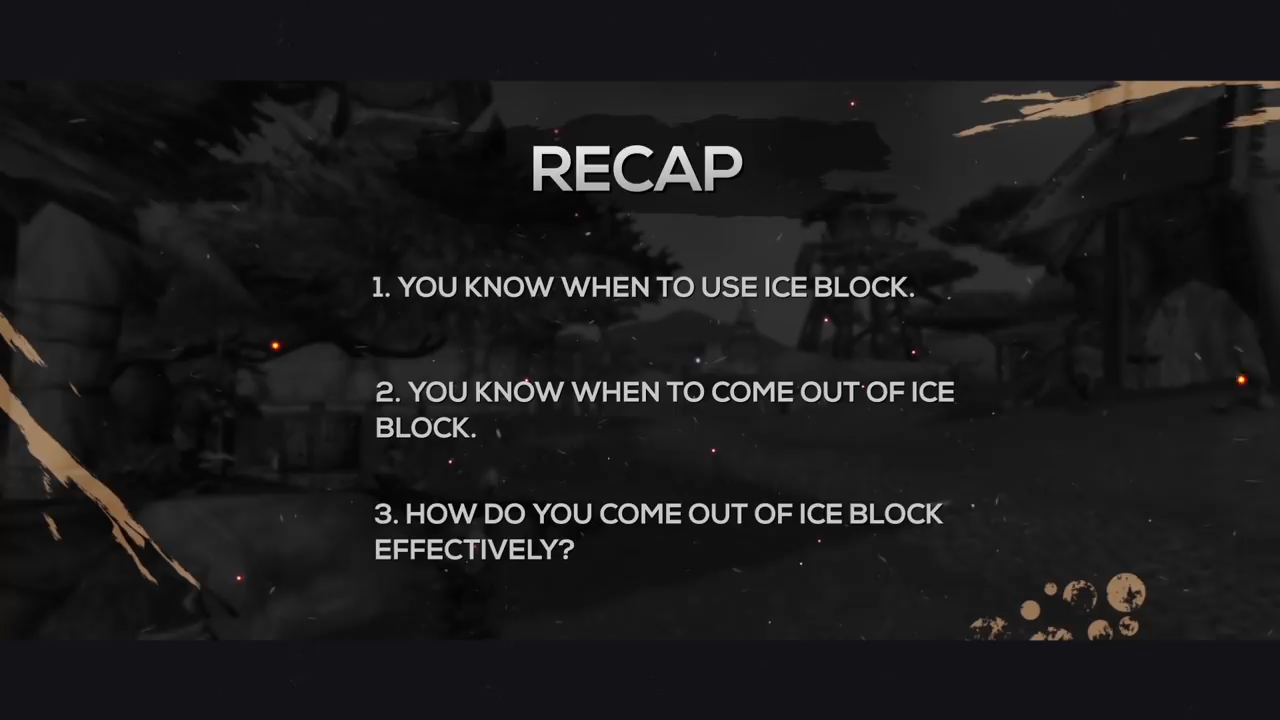 RECAP
1. YOU KNOW WHEN TO USE ICE BLOCK.
2. YOU KNOW WHEN TO COME OUT OF ICE
BLOCK.
3. HOW DO YOU COME OUT OF ICE BLOCK
EFFECTIVELY?